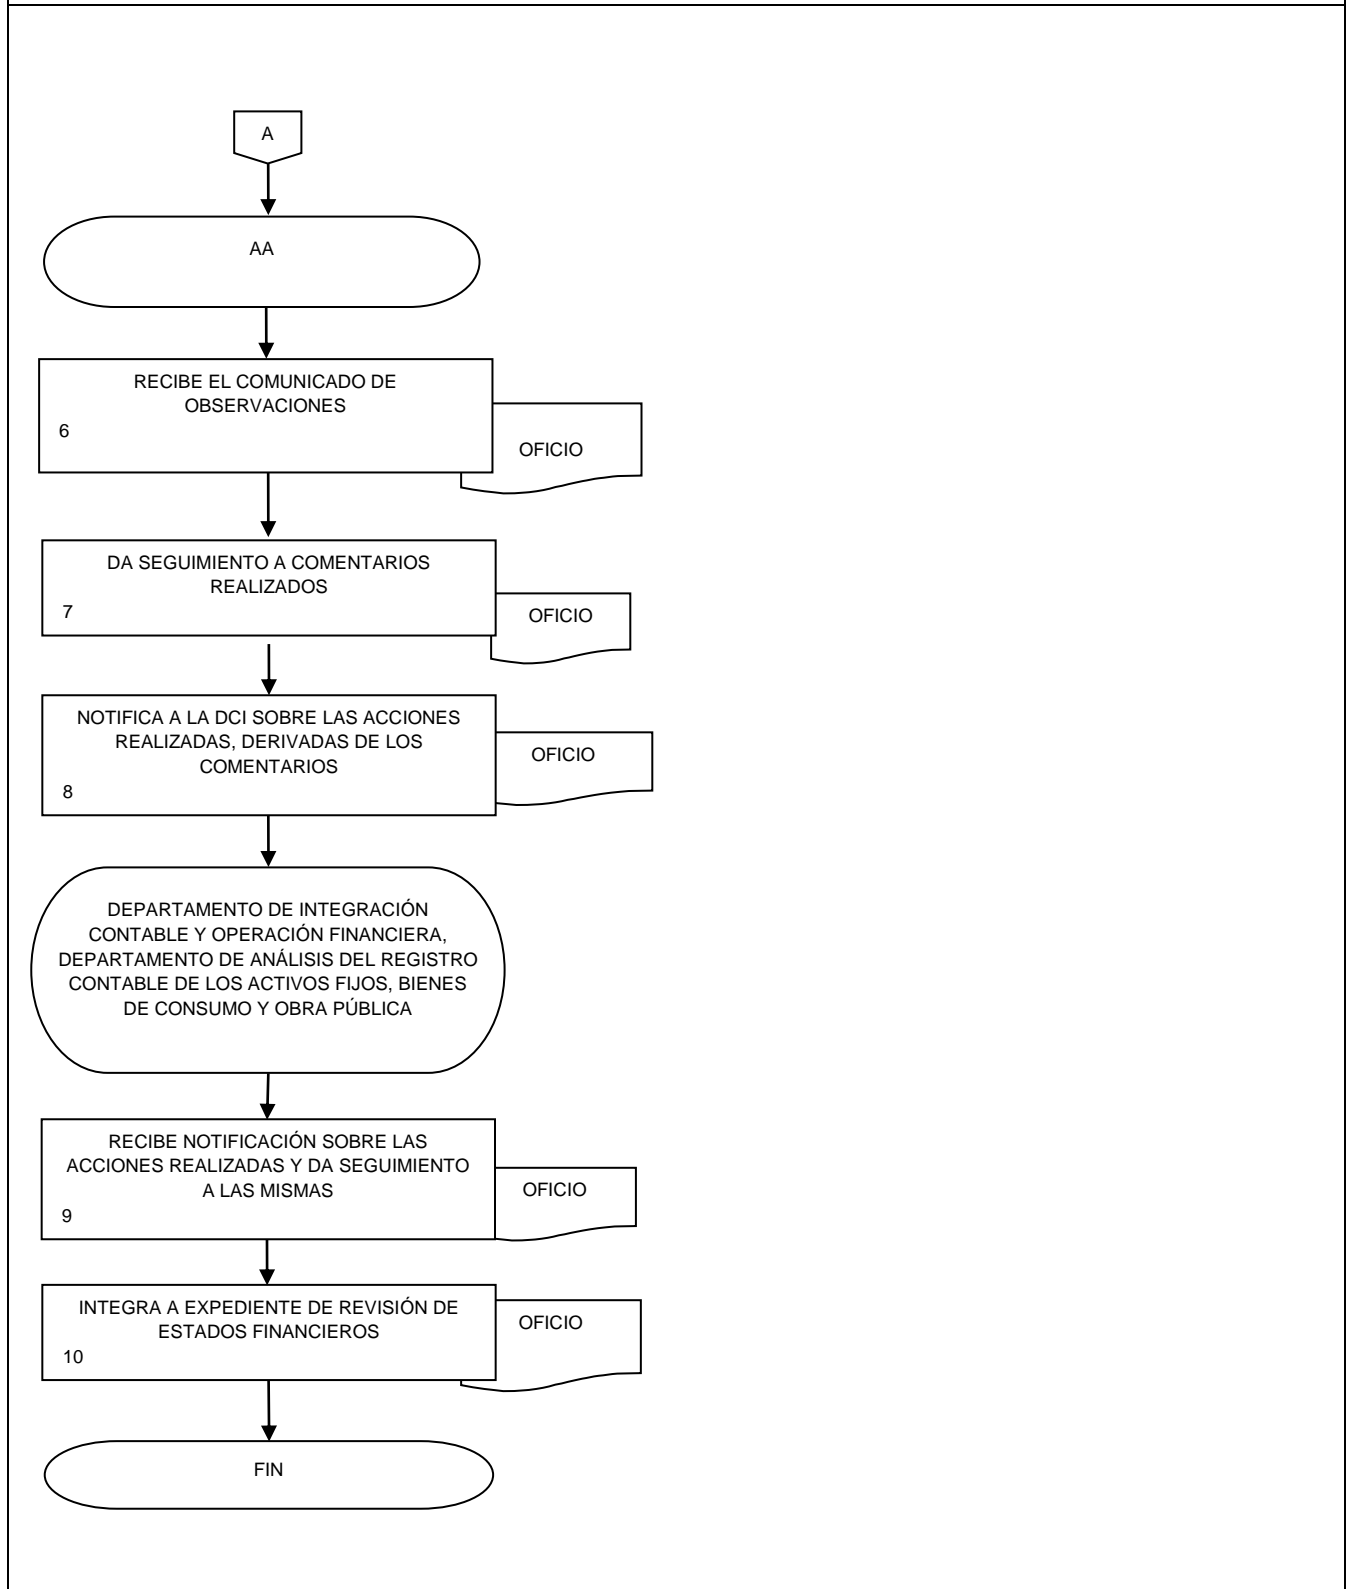 A
AA
RECIBE EL COMUNICADO DE
OBSERVACIONES
6
OFICIO
DA SEGUIMIENTO A COMENTARIOS
REALIZADOS
7
OFICIO
NOTIFICA A LA DCI SOBRE LAS ACCIONES
REALIZADAS, DERIVADAS DE LOS
COMENTARIOS
8
OFICIO
DEPARTAMENTO DE INTEGRACIÓN
CONTABLE Y OPERACIÓN FINANCIERA,
DEPARTAMENTO DE ANÁLISIS DEL REGISTRO
CONTABLE DE LOS ACTIVOS FIJOS, BIENES
DE CONSUMO Y OBRA PÚBLICA
RECIBE NOTIFICACIÓN SOBRE LAS
ACCIONES REALIZADAS Y DA SEGUIMIENTO
A LAS MISMAS
9
OFICIO
INTEGRA A EXPEDIENTE DE REVISIÓN DE
ESTADOS FINANCIEROS
10
OFICIO
FIN